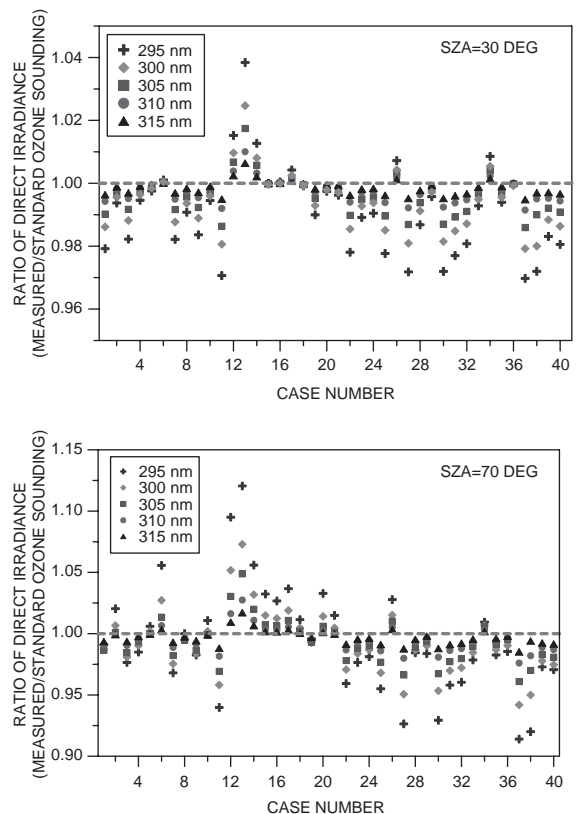 RATIO OF DIRECT IRRADIANCE
(MEASURED/STANDARD OZONE SOUNDING)
1.04
1.02
1.00
0.98
0.96
295 nm
300 nm
305 nm
310 nm
315 nm
SZA=30 DEG
4 8 12 16 20 24 28 32 36 40
CASE NUMBER
RATIO OF DIRECT IRRADIANCE
(MEASURED/STANDARD OZONE SOUNDING)
1.15
1.10
1.05
1.00
0.95
0.90
295 nm
300 nm
305 nm
310 nm
315 nm
SZA=70 DEG
4 8 12 16 20 24 28 32 36 40
CASE NUMBER